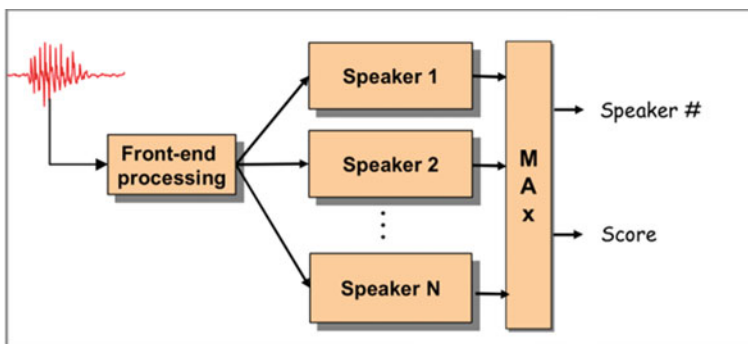 Speaker 1
Speaker #
Front-end
processing
Speaker 2
M
A
x
Score
Speaker N